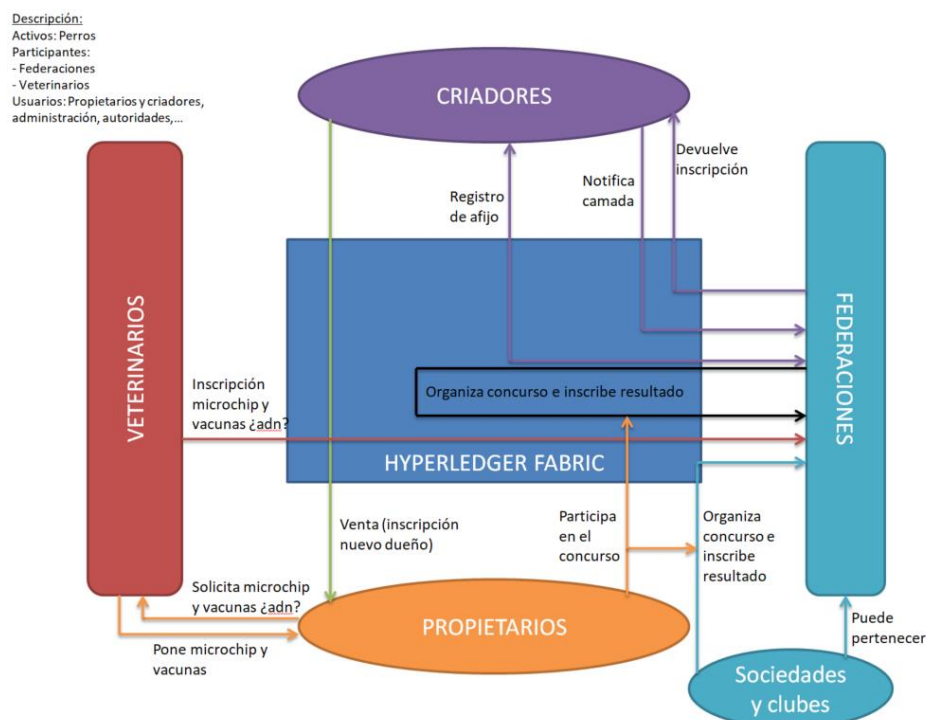 Descripción:
Activos: Perros
Participantes:
- Federaciones
- Veterinarios
Usuarios: Propietarios y criadores,
administración, autoridades,...
CRIADORES
Devuelve
inscripción
Notifica
camada
Registro
de afijo
VETERINARIOS
FEDERACIONES
Inscripción
microchip y
vacunas ¿adn?
Organiza concurso e inscribe resultado
HYPERLEDGER FABRIC
Venta (inscripción
nuevo dueño)
Participa
en el
concurso
Organiza
concurso e
inscribe
resultado
Solicita microchip
y vacunas ¿adn?
PROPIETARIOS
Pone microchip y
vacunas
Puede
pertenecer
Sociedades
y clubes